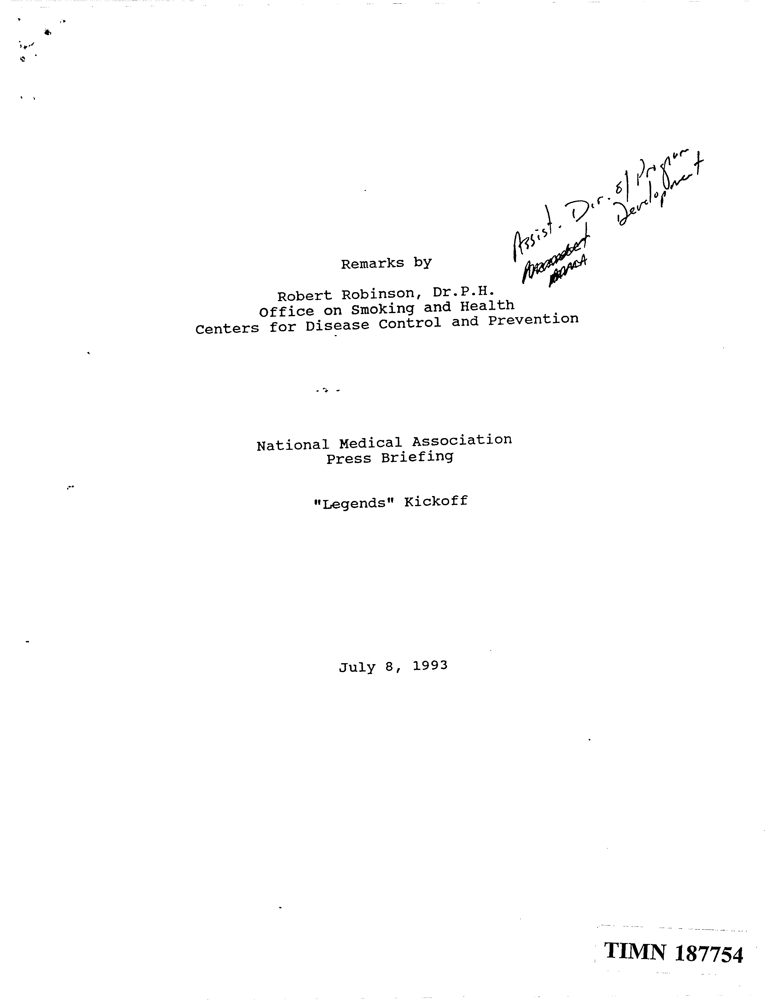 Assist. Dir. of Program
Development
Remarks by
Robert Robinson, Dr.P.H.
Office on Smoking and Health
Centers for Disease Control and Prevention
National Medical Association
Press Briefing
"Legends" Kickoff
July 8, 1993
TIMN 187754